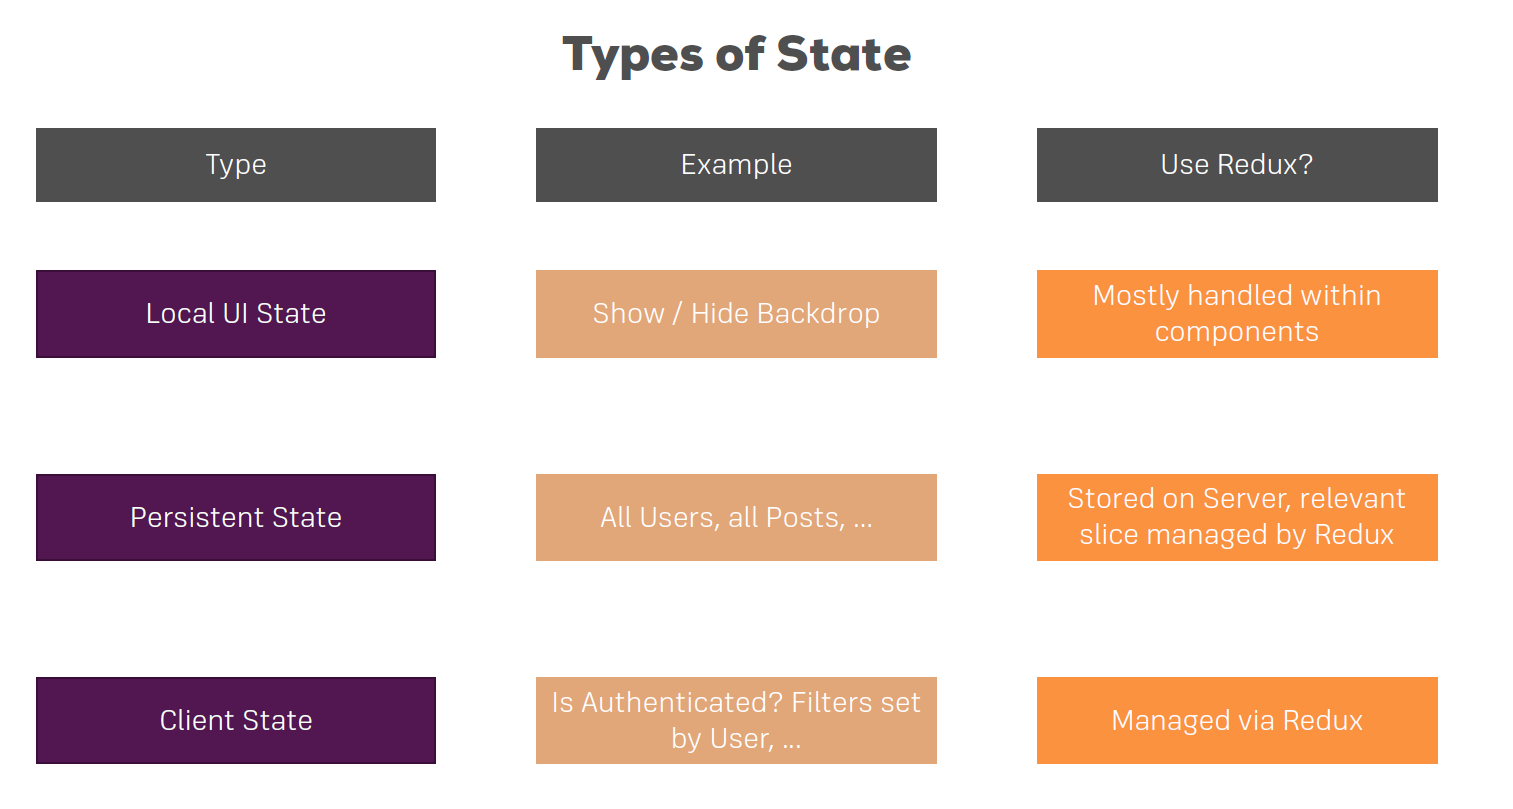 Types of State
Type
Example
Use Redux?
Local UI State
Show / Hide Backdrop
Mostly handled within
components
Persistent State
All Users, all Posts, ...
Stored on Server, relevant
slice managed by Redux
Client State
Is Authenticated? Filters set
by User, ...
Managed via Redux